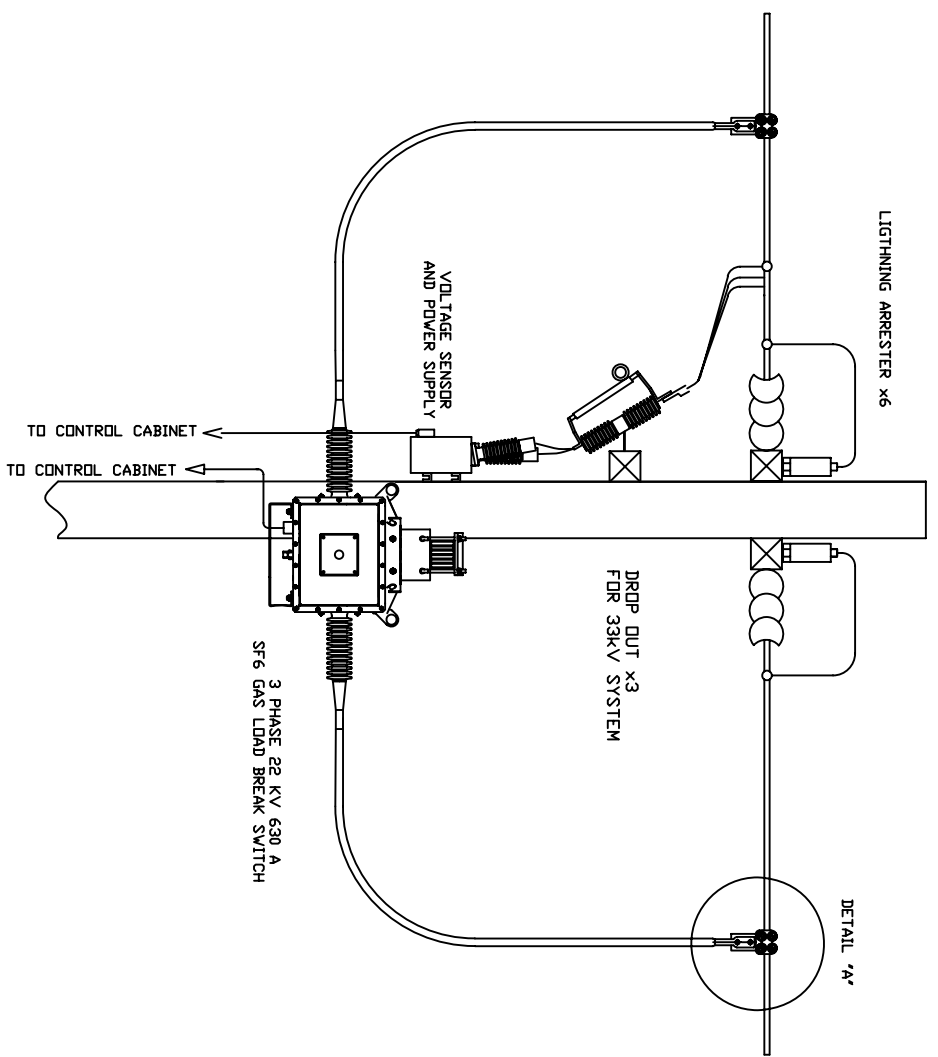 LIGTHNING ARRESTER x6
DETAIL "A"
VOLTAGE SENSOR
AND POWER SUPPLY
DROP OUT x3
FOR 33kV SYSTEM
TO CONTROL CABINET
TO CONTROL CABINET
3 PHASE 22 KV 630 A
SF6 GAS LOAD BREAK SWITCH